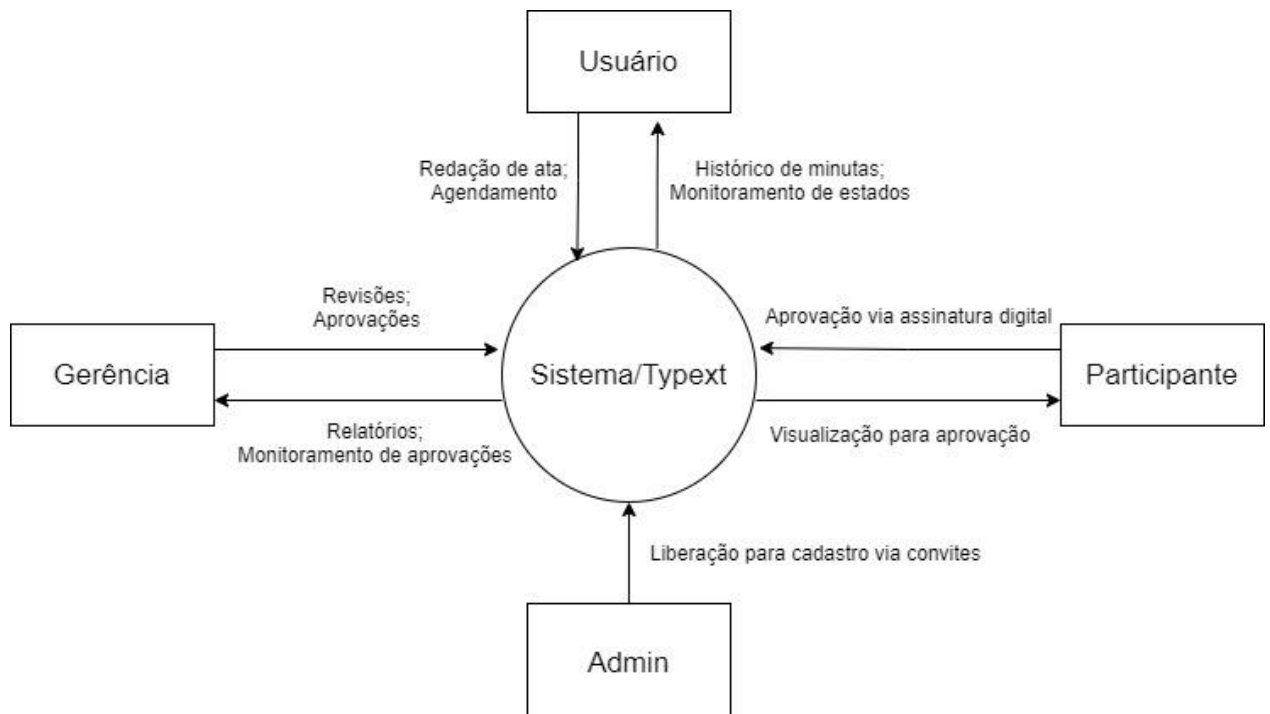 Usuário
Redação de ata;
Agendamento
Histórico de minutas;
Monitoramento de estados
Revisões;
Aprovações
Aprovação via assinatura digital
Gerência
Sistema/Typext
Participante
Relatórios;
Monitoramento de aprovações
Visualização para aprovação
Liberação para cadastro via convites
Admin